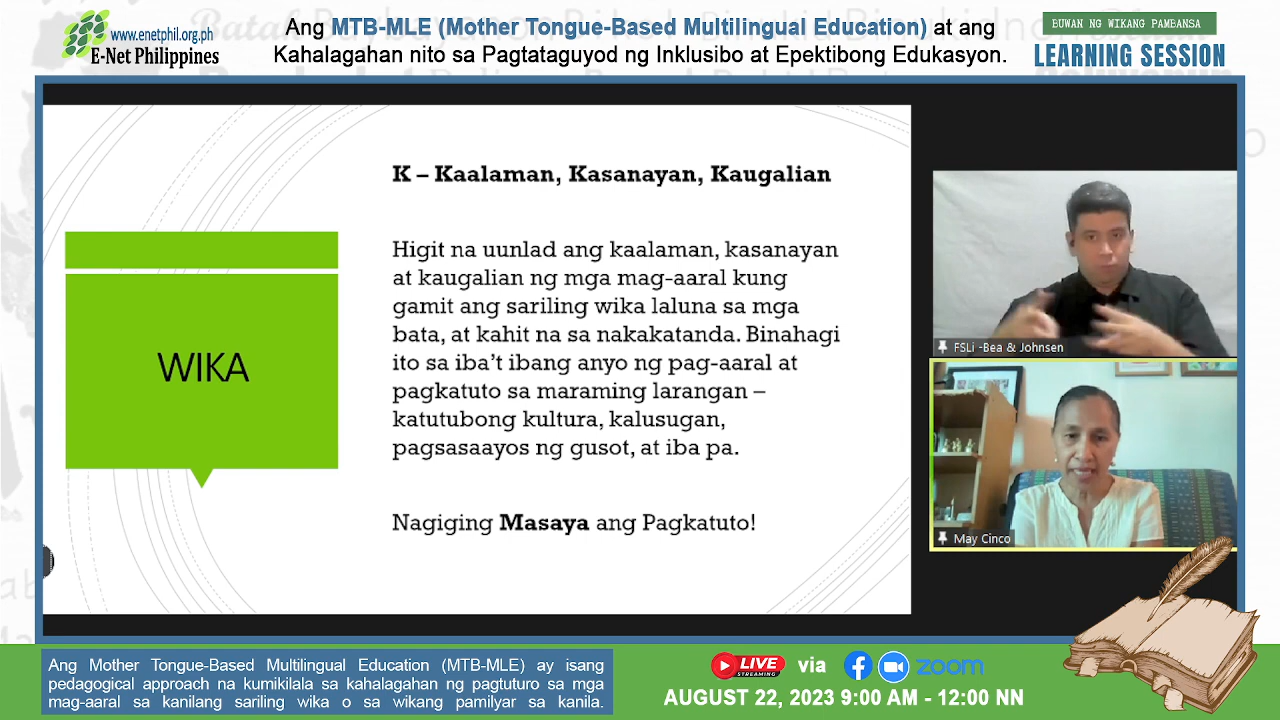 www.enetphil.org.ph
E-Net Philippines
Ang MTB-MLE (Mother Tongue-Based Multilingual Education) at ang
Kahalagahan nito sa Pagtataguyod ng Inklusibo at Epektibong Edukasyon.
BUWAN NG WIKANG PAMBANSA
LEARNING SESSION
WIKA
K – Kaalaman, Kasanayan, Kaugalian
Higit na uunlad ang kaalaman, kasanayan
at kaugalian ng mga mag-aaral kung
gamit ang sariling wika laluna sa mga
bata, at kahit na sa nakakatanda. Binahagi
ito sa iba't ibang anyo ng pag-aaral at
pagkatuto sa maraming larangan –
katutubong kultura, kalusugan,
pagsasaayos ng gusot, at iba pa.
Nagiging Masaya ang Pagkatuto!
FSLi -Bea & Johnsen
May Cinco
Ang Mother Tongue-Based Multilingual Education (MTB-MLE) ay isang
pedagogical approach na kumikilala sa kahalagahan ng pagtuturo sa mga
mag-aaral sa kanilang sariling wika o sa wikang pamilyar sa kanila.
LIVE
STREAMING
via
zoom
AUGUST 22, 2023 9:00 AM - 12:00 NN